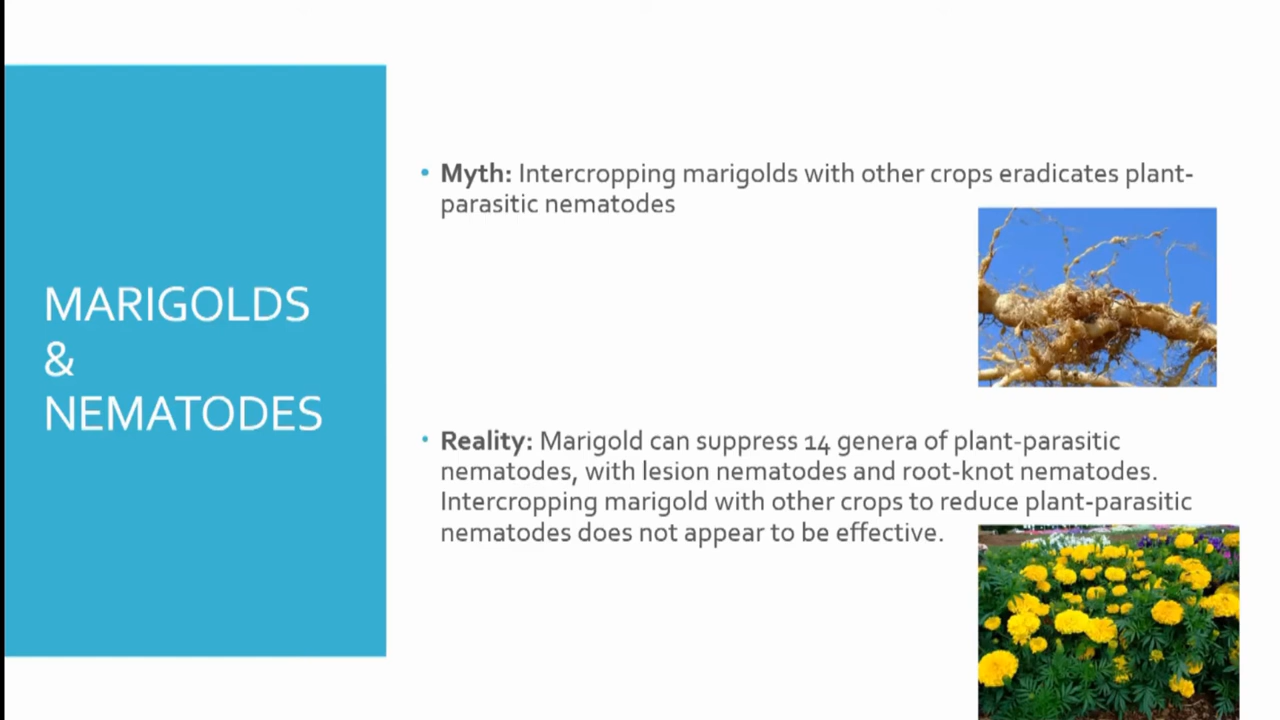 MARIGOLDS
&
NEMATODES
• Myth: Intercropping marigolds with other crops eradicates plant-
parasitic nematodes
• Reality: Marigold can suppress 14 genera of plant-parasitic
nematodes, with lesion nematodes and root-knot nematodes.
Intercropping marigold with other crops to reduce plant-parasitic
nematodes does not appear to be effective.